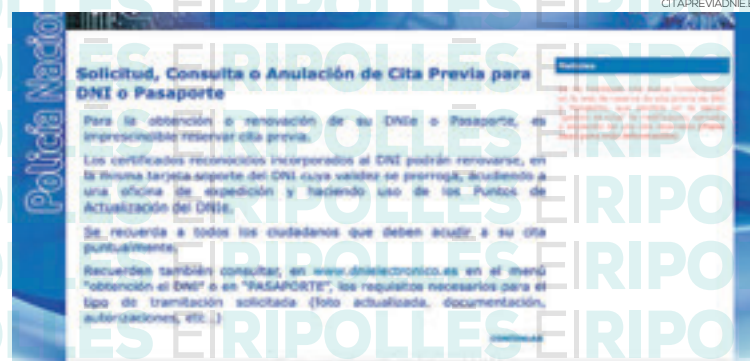 CITAPREVIADNIE.E
Policía Nacio
Solicitud, Consulta o Anulación de Cita Previa para
DNI o Pasaporte
Noticias
Para la obtención o renovación de su DNIe o Pasaporte, es
imprescindible reservar cita previa.
Los certificados reconocidos incorporados al DNI podrán renovarse, en
la misma tarjeta soporte del DNI cuya validez se prorroga, acudiendo a
una oficina de expedición y haciendo uso de los Puntos de
Actualización del DNIe.
Se recuerda a todos los ciudadanos que deben acudir a su cita
puntualmente.
Recuerden también consultar, en www.dnielectronico.es en el menú
"obtención el DNI" o en "PASAPORTE", los requisitos necesarios para el
tipo de tramitación solicitada (foto actualizada, documentación,
autorizaciones, etc..)
CONTINUAR
EL RIPOLLÈS